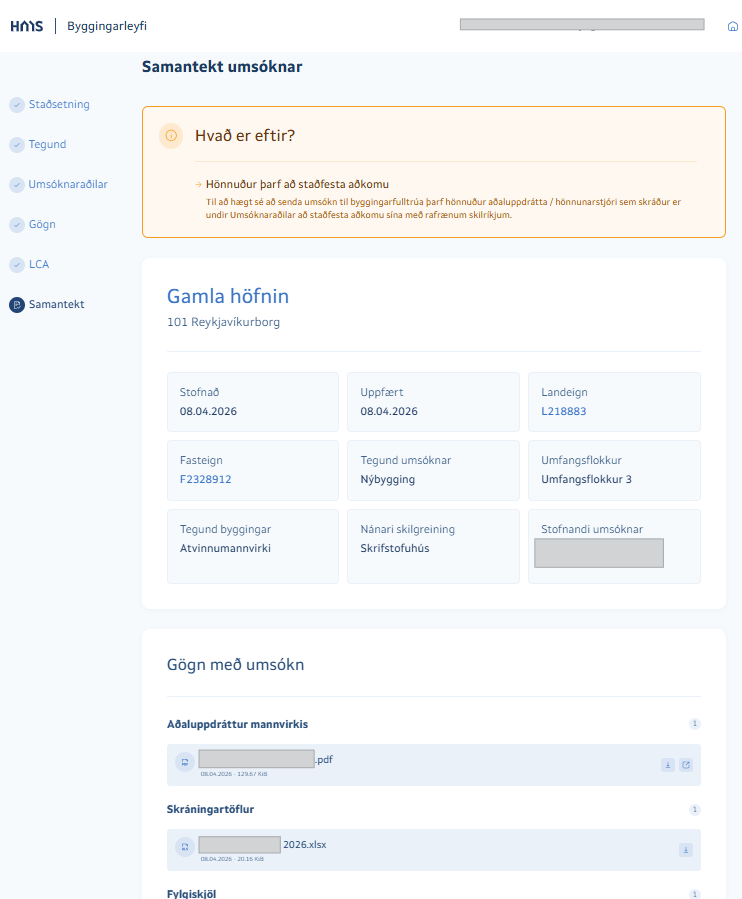 HMS
Byggingarleyfi
Samantekt umsóknar
Staðsetning
Tegund
Umsóknaraðilar
Gögn
LCA
Samantekt
Hvað er eftir?
Hönnuður þarf að staðfesta aðkomu
Til að hægt sé að senda umsókn til byggingarfulltrúa þarf hönnuður aðaluppdrátta / hönnunarstjóri sem skráður er
undir Umsóknaraðilar að staðfesta aðkomu sína með rafrænum skilríkjum.
Gamla höfnin
101 Reykjavíkurborg
Stofnað
08.04.2026
Uppfært
08.04.2026
Landeign
L218883
Fasteign
F2328912
Tegund umsóknar
Nýbygging
Umfangsflokkur
Umfangsflokkur 3
Tegund byggingar
Atvinnumannvirki
Nánari skilgreining
Skrifstofuhús
Stofnandi umsóknar
Gögn með umsókn
Aðaluppdráttur mannvirkis
1
.pdf
08.04.2026 - 129.67 KiB
Skráningartöflur
1
2026.xlsx
08.04.2026 - 20.16 KiB
Fylgiskjöl
1